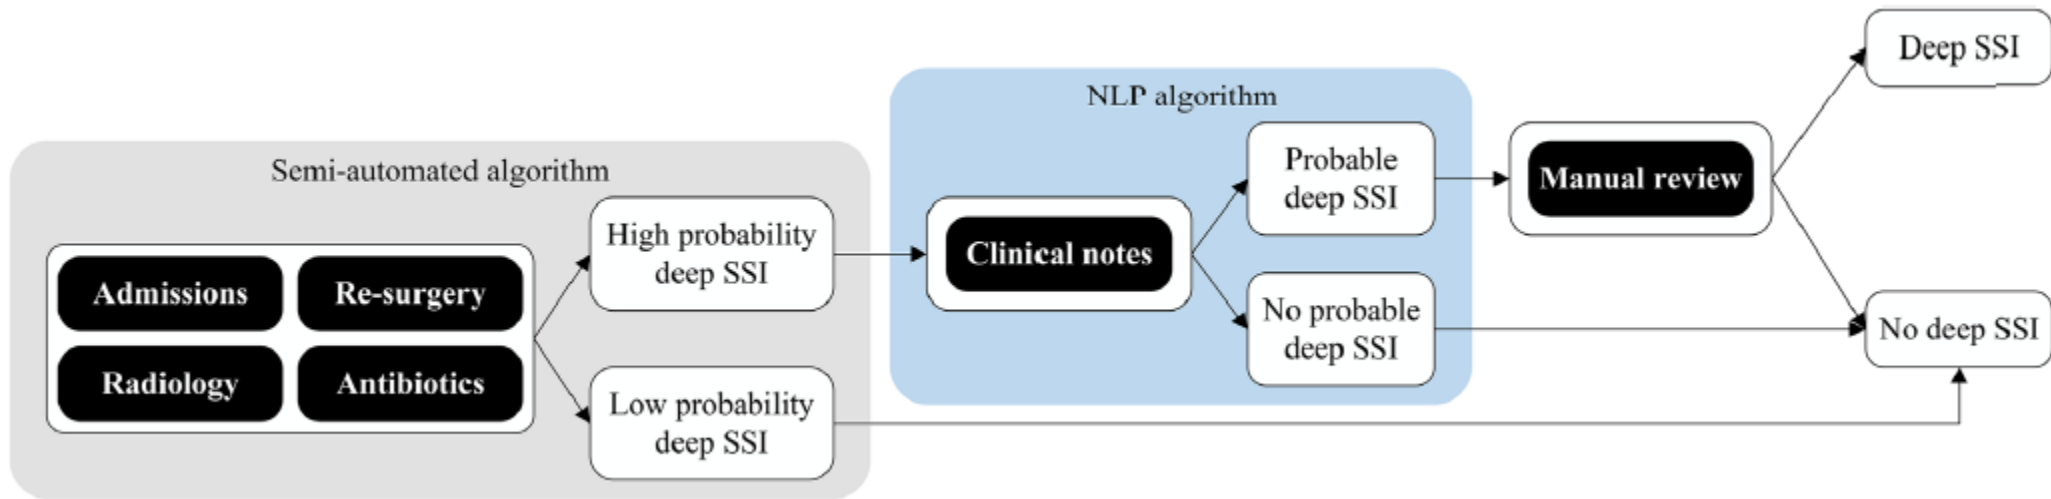 Semi-automated algorithm
Admissions
Re-surgery
Radiology
Antibiotics
High probability
deep SSI
Low probability
deep SSI
NLP algorithm
Clinical notes
Probable
deep SSI
No probable
deep SSI
Manual review
Deep SSI
No deep SSI